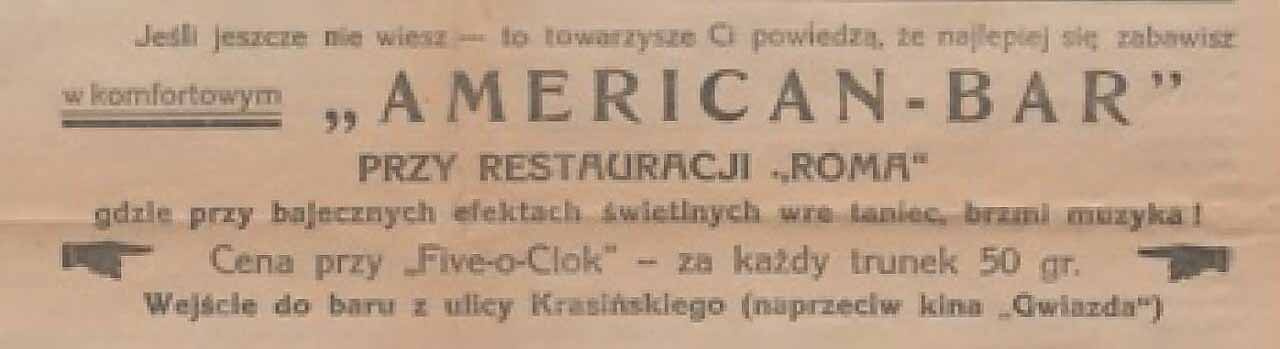 Jeśli jeszcze nie wiesz — to towarzysze Ci powiedzą, że najlepiej się zabawisz
w komfortowym „AMERICAN-BAR”
PRZY RESTAURACJI „ROMA“
gdzie przy bajecznych efektach świetlnych wre taniec, brzmi muzyka!
Cena przy „Five-o-Clok“ – za każdy trunek 50 gr.
Wejście do baru z ulicy Krasińskiego (naprzeciw kina „Gwiazda“)